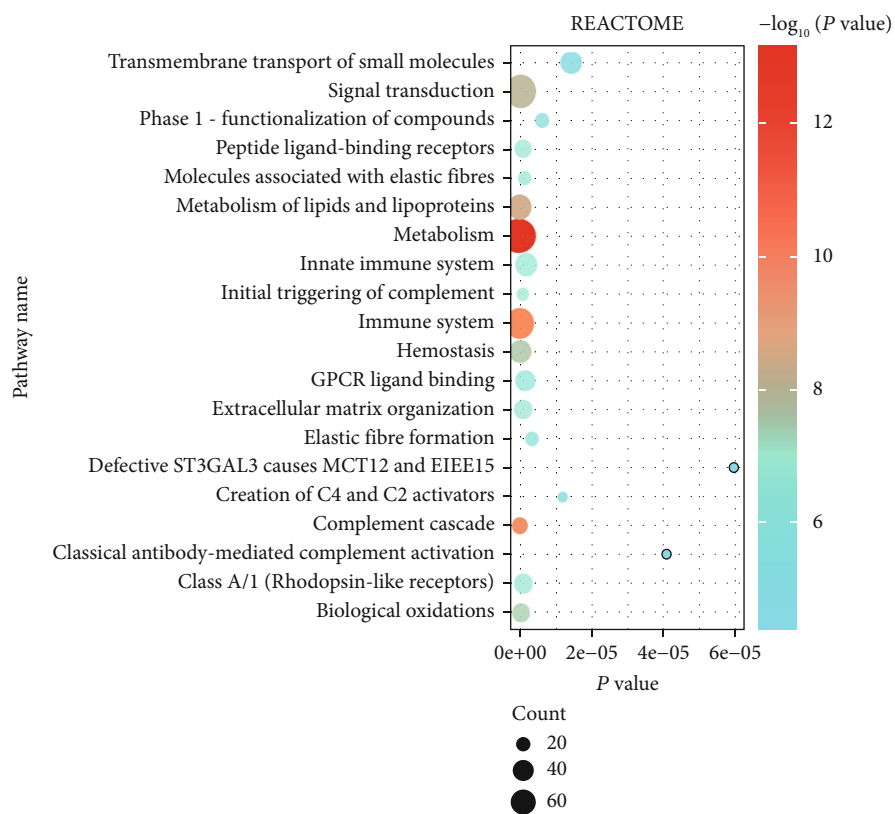 REACTOME
−log₁₀ (P value)
Transmembrane transport of small molecules
Signal transduction
Phase 1 - functionalization of compounds
Peptide ligand-binding receptors
Molecules associated with elastic fibres
Metabolism of lipids and lipoproteins
Metabolism
Innate immune system
Initial triggering of complement
Immune system
Hemostasis
GPCR ligand binding
Extracellular matrix organization
Elastic fibre formation
Defective ST3GAL3 causes MCT12 and EIEE15
Creation of C4 and C2 activators
Complement cascade
Classical antibody-mediated complement activation
Class A/1 (Rhodopsin-like receptors)
Biological oxidations
Pathway name
12
10
8
6
0e+00 2e−05 4e−05 6e−05
P value
Count
20
40
60